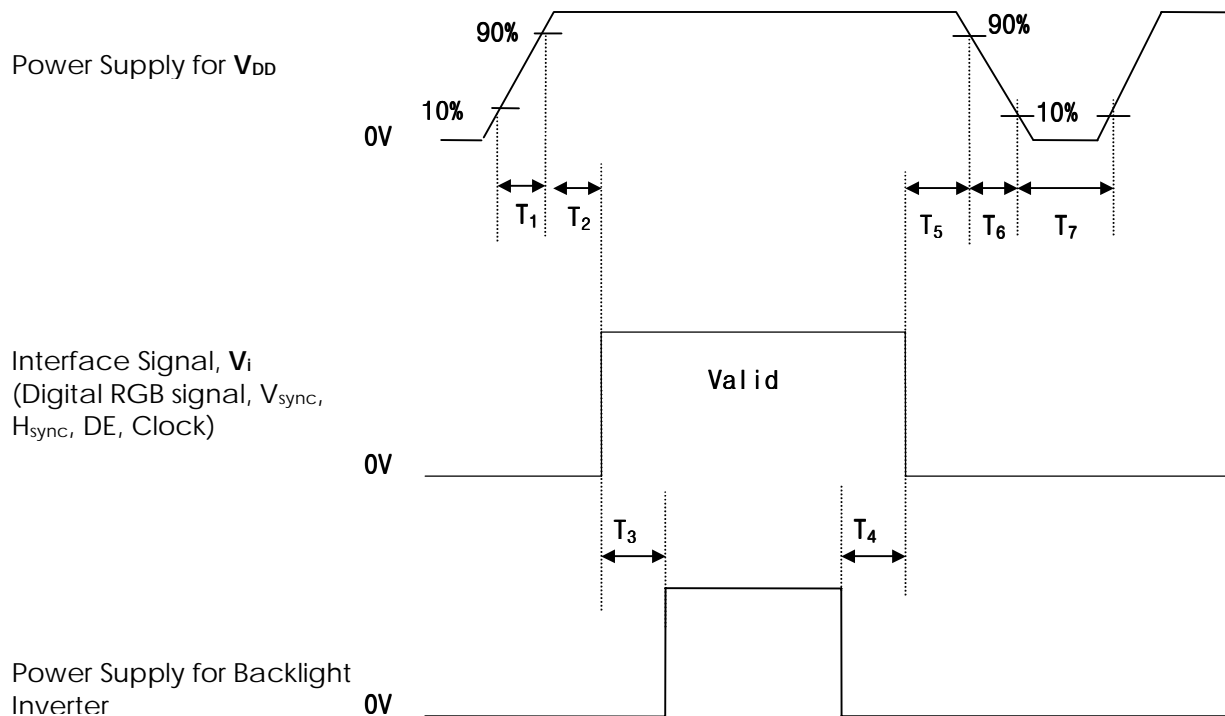 90%
90%
Power Supply for VDD
10%
10%
0V
T1
T2
T5
T6
T7
Interface Signal, Vi
(Digital RGB signal, Vsync,
Hsync, DE, Clock)
Valid
0V
T3
T4
Power Supply for Backlight
Inverter
0V